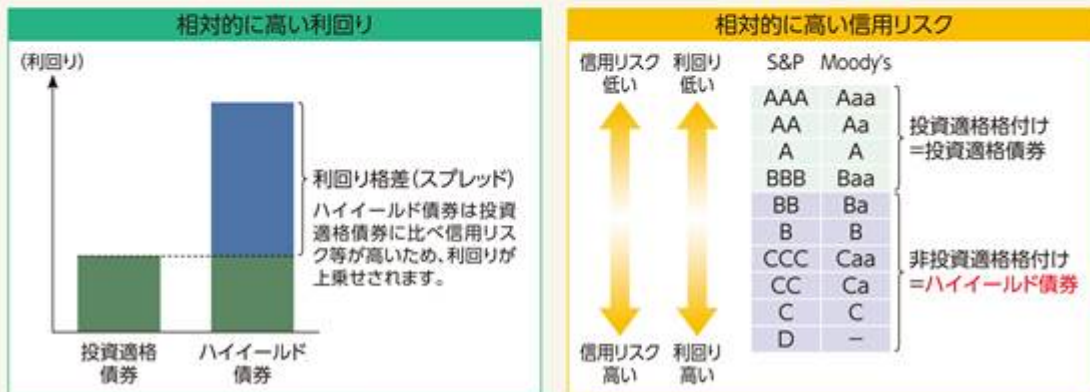 相対的に高い利回り
(利回り)
利回り格差(スプレッド)
ハイイールド債券は投資
適格債券に比べ信用リス
ク等が高いため、利回りが
上乗せされます。
投資適格
債券
ハイイールド
債券
相対的に高い信用リスク
信用リスク
低い
利回り
低い
S&P Moody's
AAA Aaa
AA Aa
A A
BBB Baa
BB Ba
B B
CCC Caa
CC Ca
C C
D −
投資適格格付け
=投資適格債券
非投資適格格付け
=ハイイールド債券
信用リスク
高い
利回り
高い